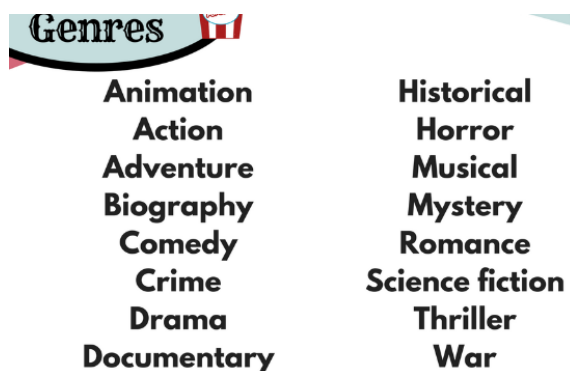 Genres
Animation
Action
Adventure
Biography
Comedy
Crime
Drama
Documentary
Historical
Horror
Musical
Mystery
Romance
Science fiction
Thriller
War